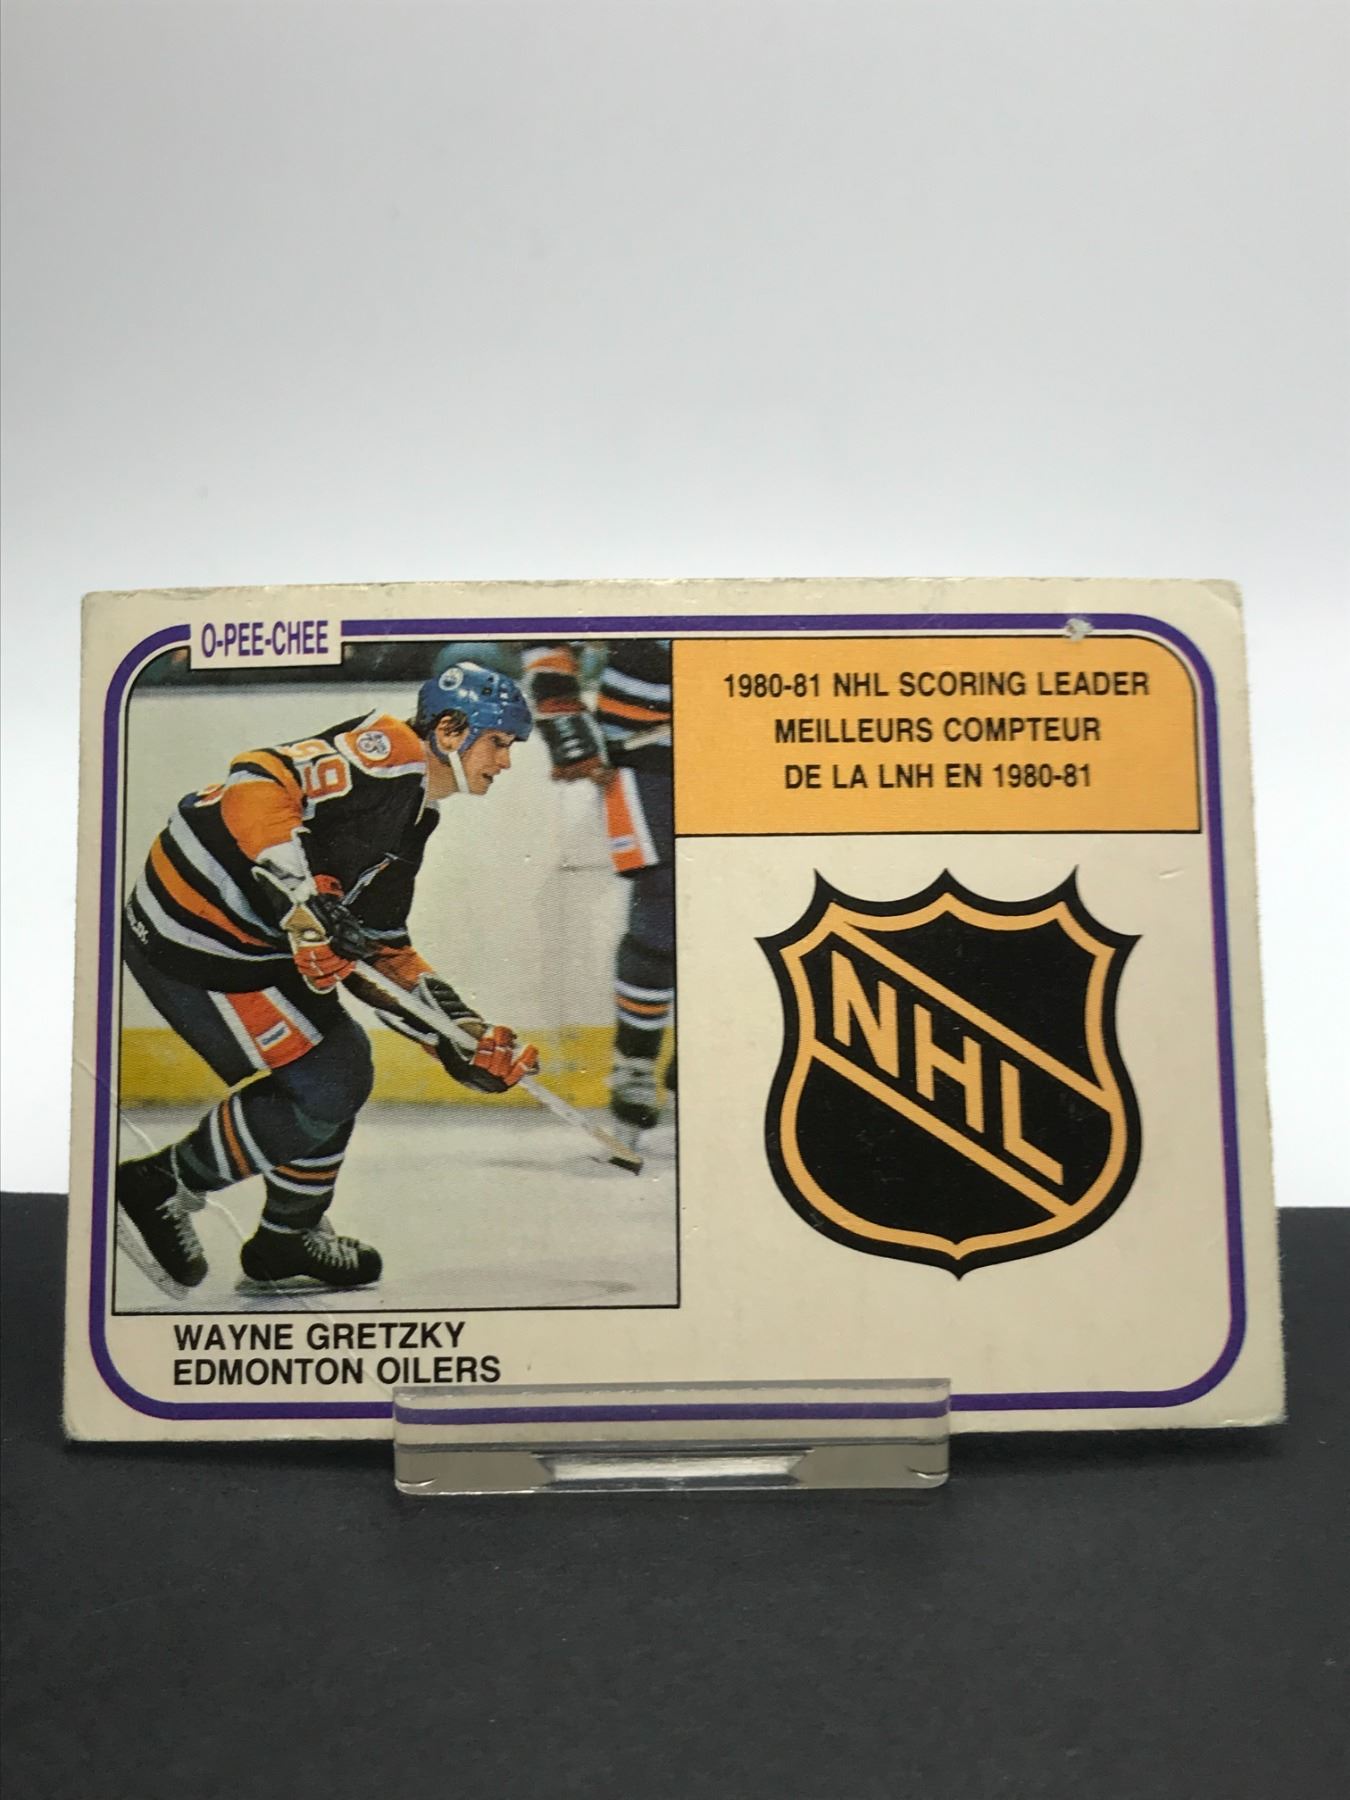 O-PEE-CHEE
1980-81 NHL SCORING LEADER
MEILLEURS COMPTEUR
DE LA LNH EN 1980-81
99
NHL
WAYNE GRETZKY
EDMONTON OILERS